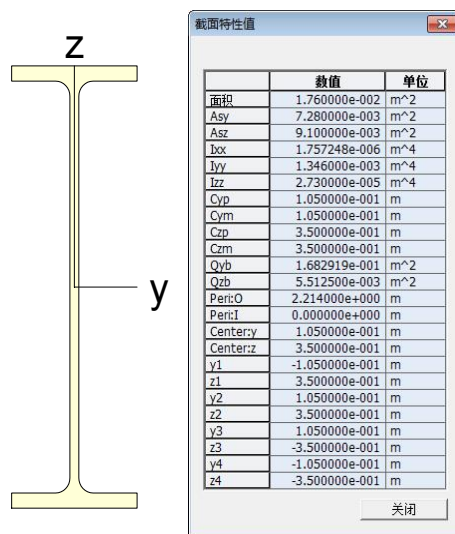 z
y
截面特性值
数值 单位
面积 1.760000e-002 m^2
Asy 7.280000e-003 m^2
Asz 9.100000e-003 m^2
Ixx 1.757248e-006 m^4
Iyy 1.346000e-003 m^4
Izz 2.730000e-005 m^4
Cyp 1.050000e-001 m
Cym 1.050000e-001 m
Czp 3.500000e-001 m
Czm 3.500000e-001 m
Qyb 1.682919e-001 m^2
Qzb 5.512500e-003 m^2
Peri:O 2.214000e+000 m
Peri:I 0.000000e+000 m
Center:y 1.050000e-001 m
Center:z 3.500000e-001 m
y1 -1.050000e-001 m
z1 3.500000e-001 m
y2 1.050000e-001 m
z2 3.500000e-001 m
y3 1.050000e-001 m
z3 -3.500000e-001 m
y4 -1.050000e-001 m
z4 -3.500000e-001 m
关闭